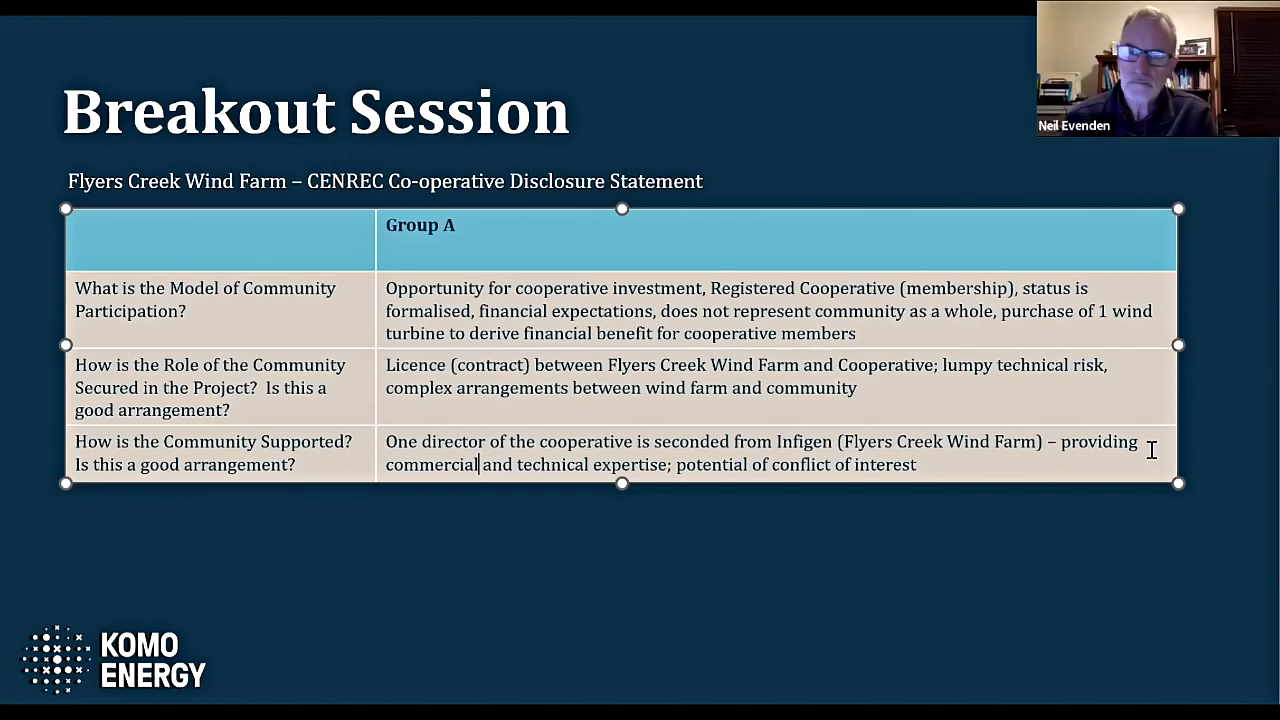 Neil Evenden
Breakout Session
Flyers Creek Wind Farm – CENREC Co-operative Disclosure Statement
Group A
What is the Model of Community
Participation?
Opportunity for cooperative investment, Registered Cooperative (membership), status is
formalised, financial expectations, does not represent community as a whole, purchase of 1 wind
turbine to derive financial benefit for cooperative members
How is the Role of the Community
Secured in the Project? Is this a
good arrangement?
Licence (contract) between Flyers Creek Wind Farm and Cooperative; lumpy technical risk,
complex arrangements between wind farm and community
How is the Community Supported?
Is this a good arrangement?
One director of the cooperative is seconded from Infigen (Flyers Creek Wind Farm) – providing
commercial and technical expertise; potential of conflict of interest
KOMO
ENERGY